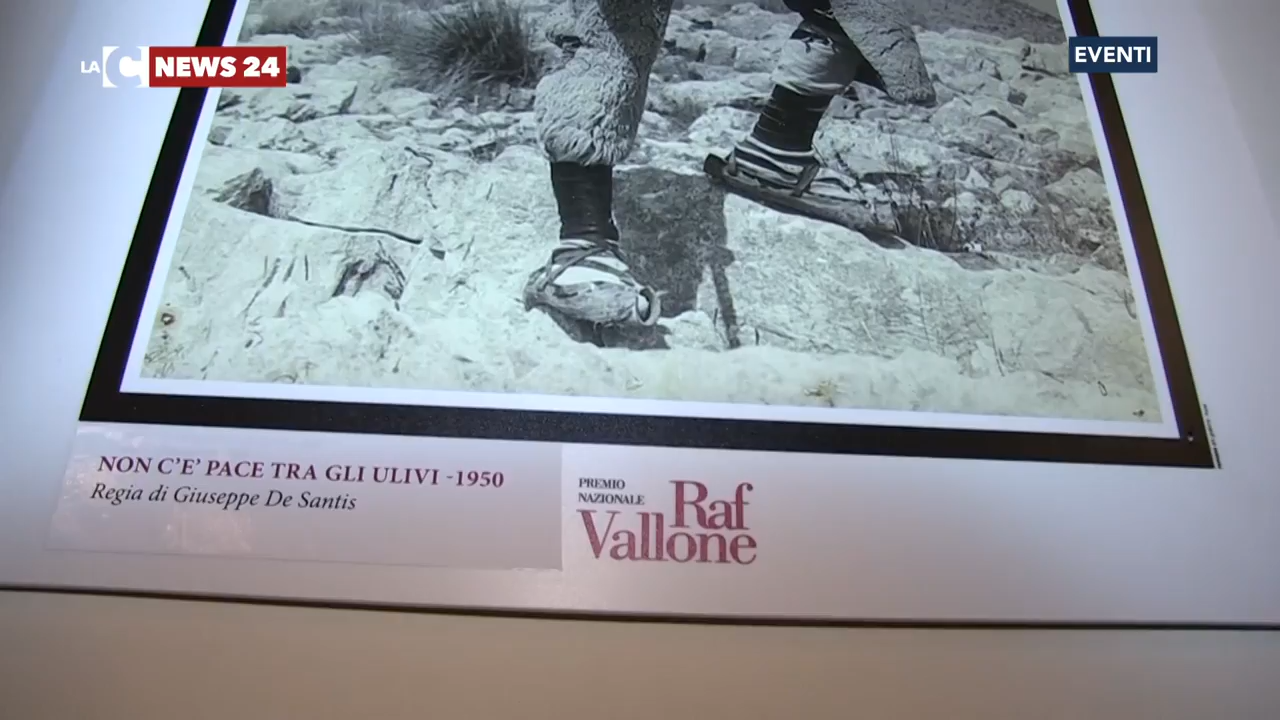 LA C NEWS 24
EVENTI
NON C'E' PACE TRA GLI ULIVI -1950
Regia di Giuseppe De Santis
PREMIO
NAZIONALE
Raf
Vallone